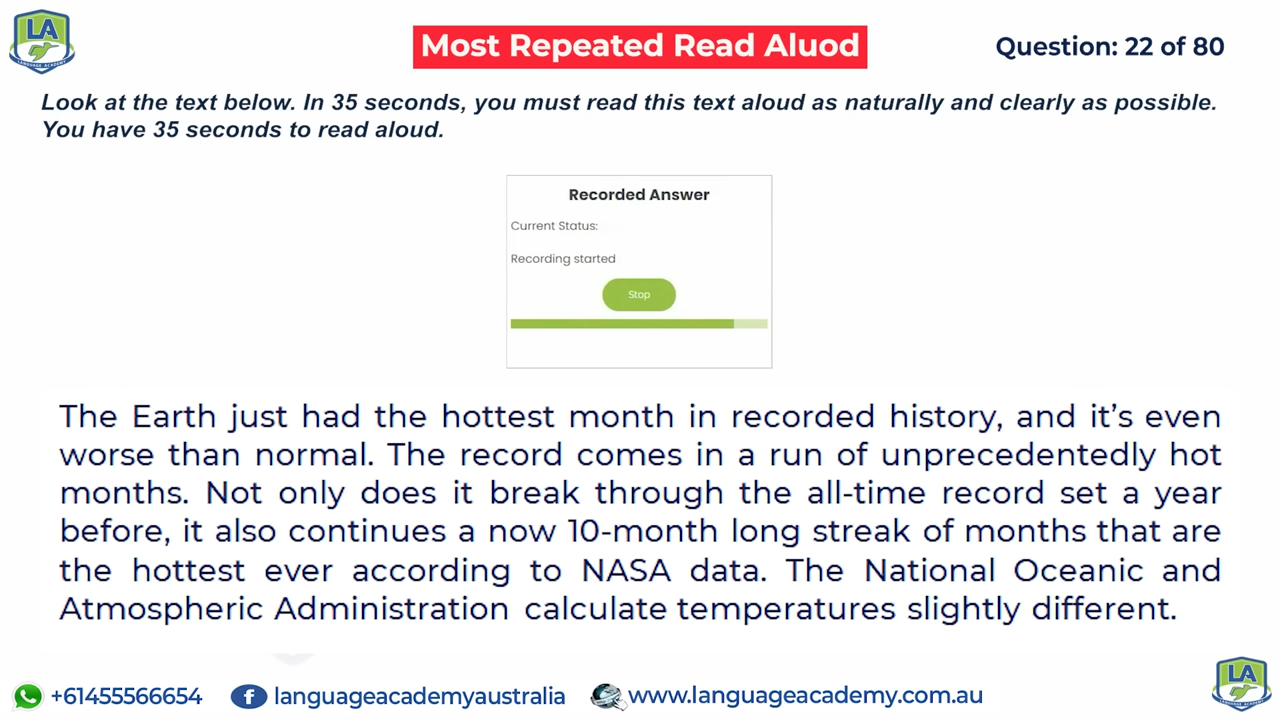 LA
LANGUAGE ACADEMY
Most Repeated Read Aluod
Question: 22 of 80
Look at the text below. In 35 seconds, you must read this text aloud as naturally and clearly as possible.
You have 35 seconds to read aloud.
Recorded Answer
Current Status:
Recording started
Stop
The Earth just had the hottest month in recorded history, and it's even
worse than normal. The record comes in a run of unprecedentedly hot
months. Not only does it break through the all-time record set a year
before, it also continues a now 10-month long streak of months that are
the hottest ever according to NASA data. The National Oceanic and
Atmospheric Administration calculate temperatures slightly different.
+61455566654
f languageacademyaustralia
www.languageacademy.com.au
LA
LANGUAGE ACADEMY